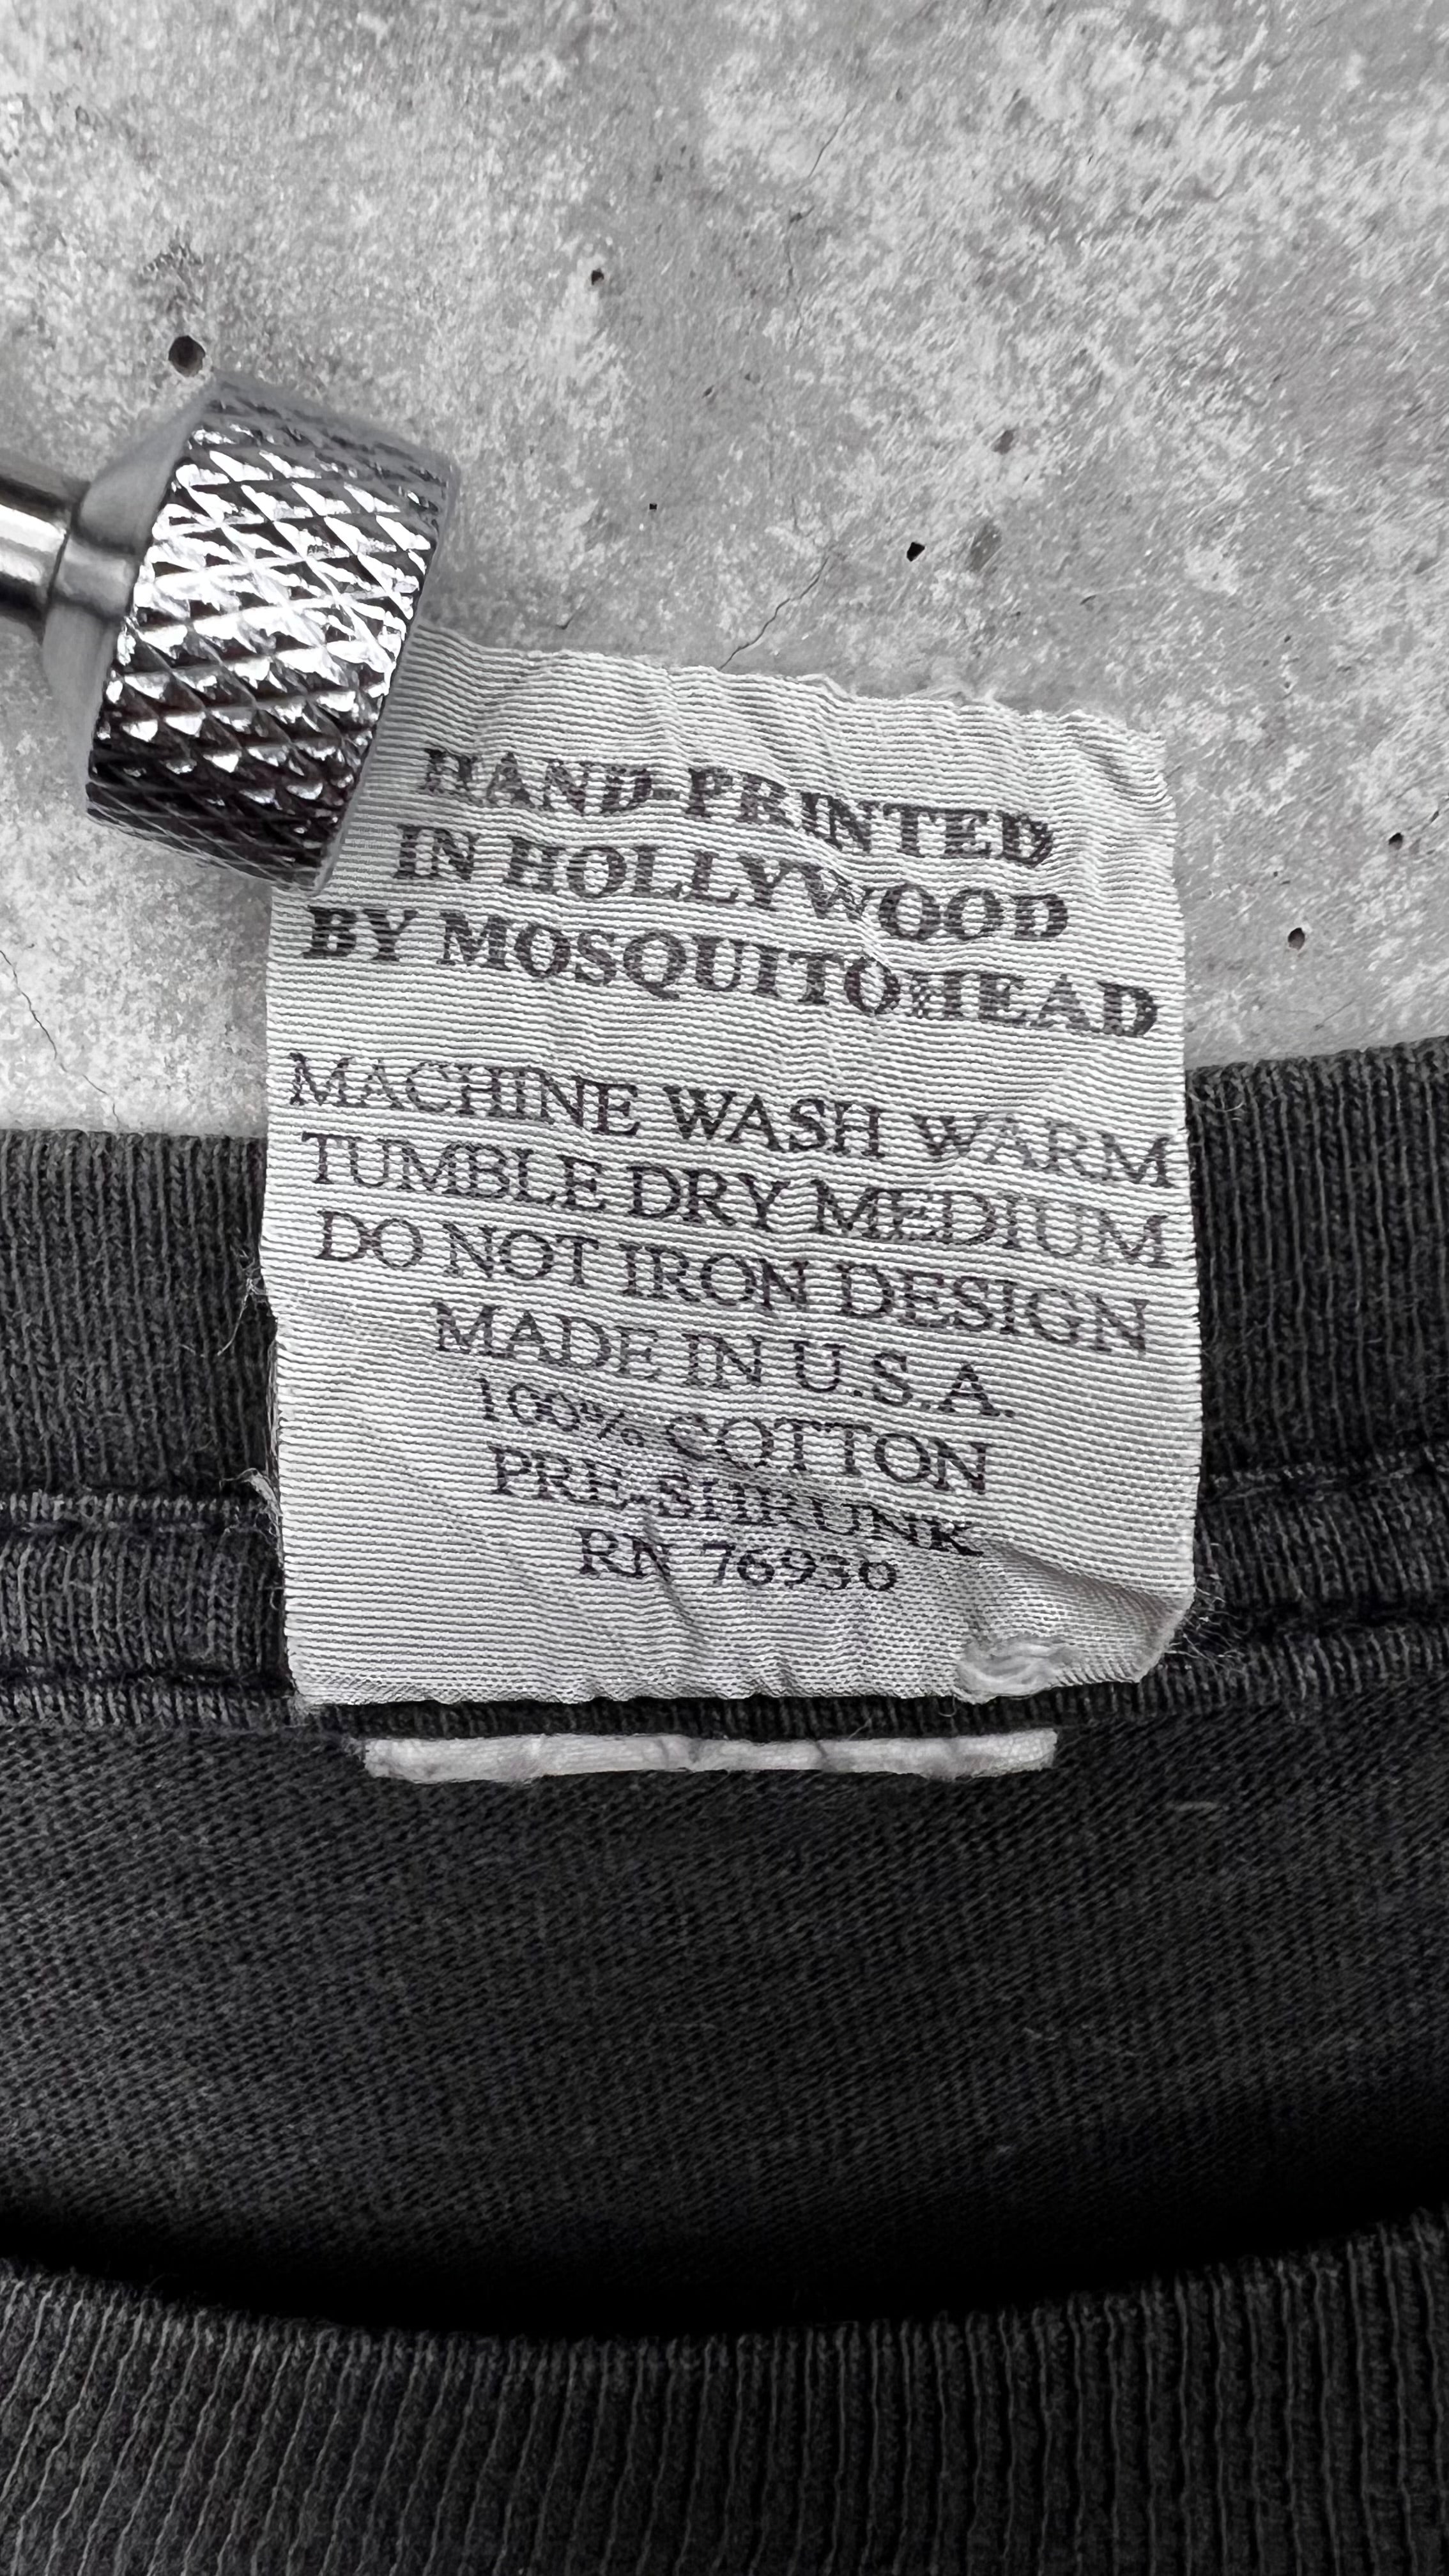 HAND-PRINTED
IN HOLLYWOOD
BY MOSQUITOHEAD
MACHINE WASH WARM
TUMBLE DRY MEDIUM
DO NOT IRON DESIGN
MADE IN U.S.A.
100% COTTON
PRE-SHRUNK
RN 76930